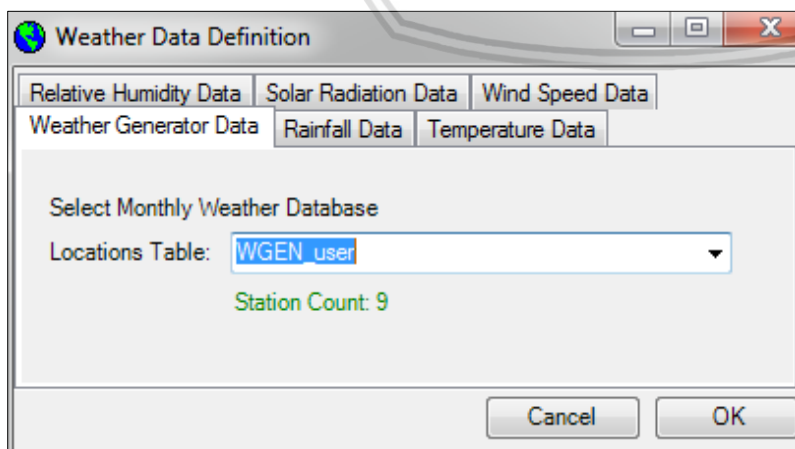 Weather Data Definition
Relative Humidity Data Solar Radiation Data Wind Speed Data
Weather Generator Data Rainfall Data Temperature Data
Select Monthly Weather Database
Locations Table: WGEN_user
Station Count: 9
Cancel OK